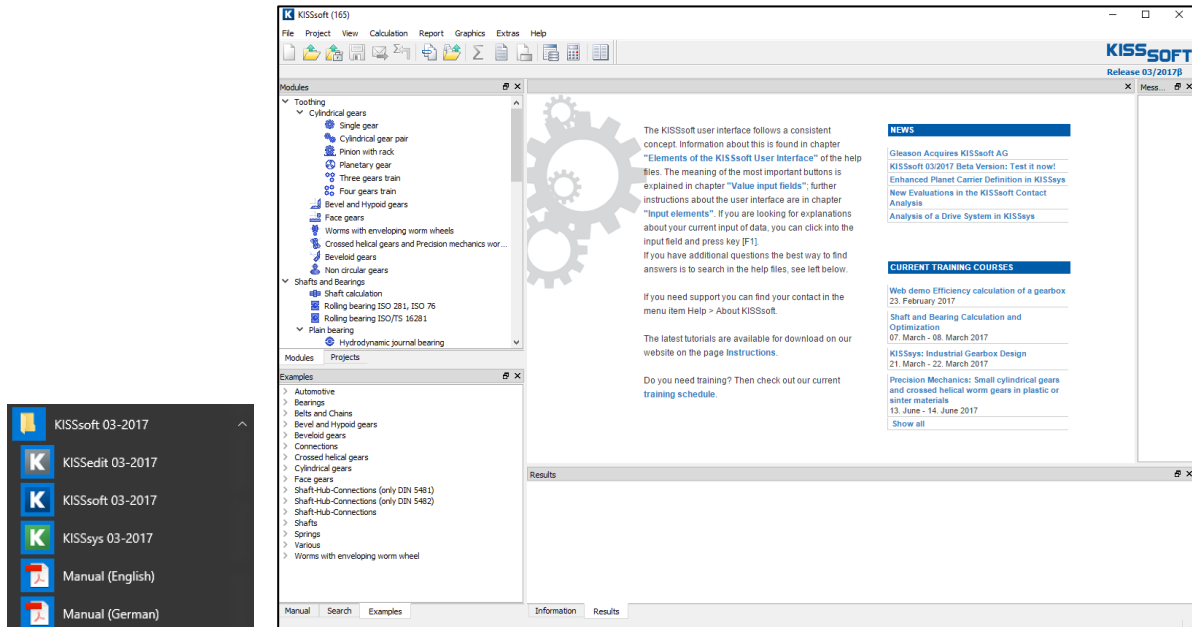 KISSsoft 03-2017
KISSedit 03-2017
KISSsoft 03-2017
KISSsys 03-2017
Manual (English)
Manual (German)
KISSsoft (165)
File Project View Calculation Report Graphics Extras Help
KISSSOFT
Release 03/2017β
Modules
Toothing
Cylindrical gears
Single gear
Cylindrical gear pair
Pinion with rack
Planetary gear
Three gears train
Four gears train
Bevel and Hypoid gears
Face gears
Worms with enveloping worm wheels
Crossed helical gears and Precision mechanics wor...
Beveloid gears
Non circular gears
Shafts and Bearings
Shaft calculation
Rolling bearing ISO 281, ISO 76
Rolling bearing ISO/TS 16281
Plain bearing
Hydrodynamic journal bearing
Modules Projects
Examples
Automotive
Bearings
Belts and Chains
Bevel and Hypoid gears
Beveloid gears
Connections
Crossed helical gears
Cylindrical gears
Face gears
Shaft-Hub-Connections (only DIN 5481)
Shaft-Hub-Connections (only DIN 5482)
Shaft-Hub-Connections
Shafts
Springs
Various
Worms with enveloping worm wheel
Manual Search Examples
The KISSsoft user interface follows a consistent
concept. Information about this is found in chapter
"Elements of the KISSsoft User Interface" of the help
files. The meaning of the most important buttons is
explained in chapter "Value input fields"; further
instructions about the user interface are in chapter
"Input elements". If you are looking for explanations
about your current input of data, you can click into the
input field and press key [F1].
If you have additional questions the best way to find
answers is to search in the help files, see left below.
If you need support you can find your contact in the
menu item Help > About KISSsoft.
The latest tutorials are available for download on our
website on the page Instructions.
Do you need training? Then check out our current
training schedule.
NEWS
Gleason Acquires KISSsoft AG
KISSsoft 03/2017 Beta Version: Test it now!
Enhanced Planet Carrier Definition in KISSsys
New Evaluations in the KISSsoft Contact
Analysis
Analysis of a Drive System in KISSsys
CURRENT TRAINING COURSES
Web demo Efficiency calculation of a gearbox
23. February 2017
Shaft and Bearing Calculation and
Optimization
07. March - 08. March 2017
KISSsys: Industrial Gearbox Design
21. March - 22. March 2017
Precision Mechanics: Small cylindrical gears
and crossed helical worm gears in plastic or
sinter materials
13. June - 14. June 2017
Show all
Mess...
Results
Information Results